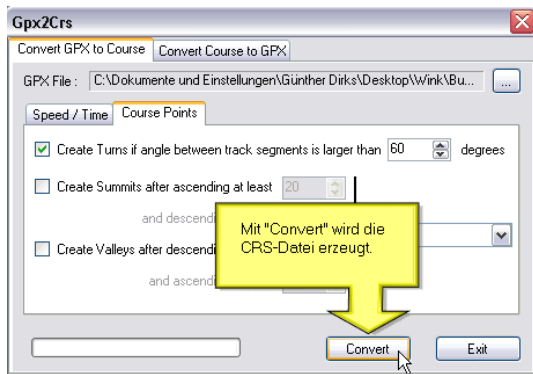 Gpx2Crs
Convert GPX to Course Convert Course to GPX
GPX File : C:\Dokumente und Einstellungen\Günther Dirks\Desktop\Wink\Bu... ...
Speed / Time Course Points
Create Turns if angle between track segments is larger than 60 degrees
Create Summits after ascending at least 20
and descendi
Mit "Convert" wird die
CRS-Datei erzeugt.
Create Valleys after descendi
and ascendin
Convert Exit